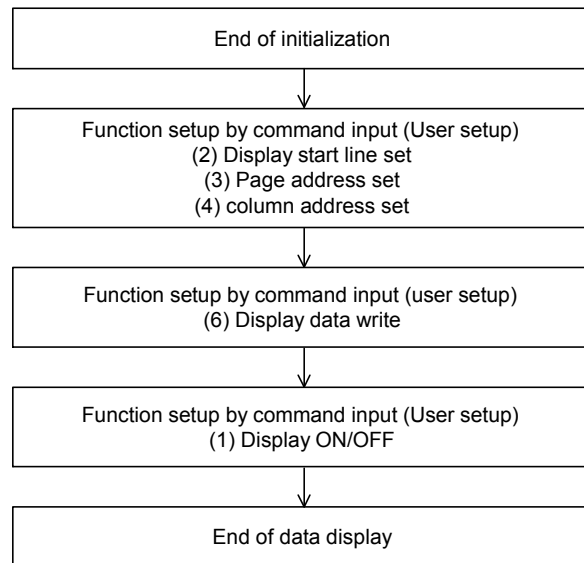 End of initialization
Function setup by command input (User setup)
(2) Display start line set
(3) Page address set
(4) column address set
Function setup by command input (user setup)
(6) Display data write
Function setup by command input (User setup)
(1) Display ON/OFF
End of data display